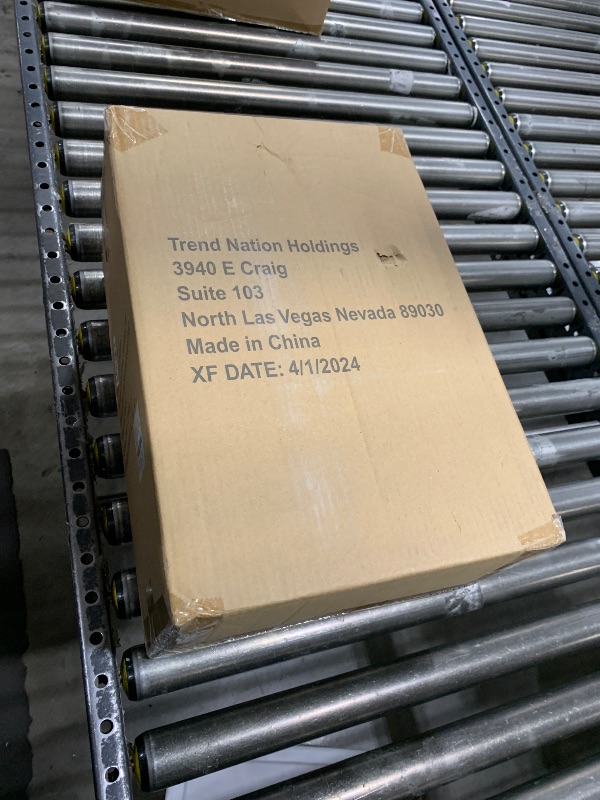 Trend Nation Holdings
3940 E Craig
Suite 103
North Las Vegas Nevada 89030
Made in China
XF DATE: 4/1/2024